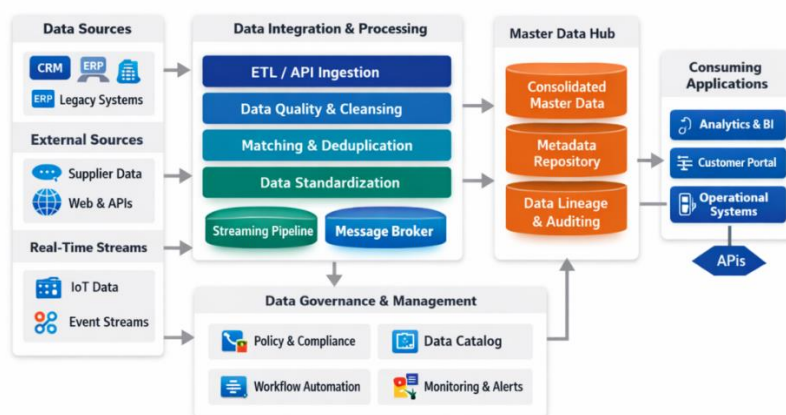 Data Sources
CRM
ERP
ERP
Legacy Systems
External Sources
Supplier Data
Web & APIs
Real-Time Streams
IoT Data
Event Streams
Data Integration & Processing
ETL / API Ingestion
Data Quality & Cleansing
Matching & Deduplication
Data Standardization
Streaming Pipeline
Message Broker
Data Governance & Management
Policy & Compliance
Data Catalog
Workflow Automation
Monitoring & Alerts
Master Data Hub
Consolidated
Master Data
Metadata
Repository
Data Lineage
& Auditing
Consuming
Applications
Analytics & BI
Customer Portal
Operational
Systems
APIs